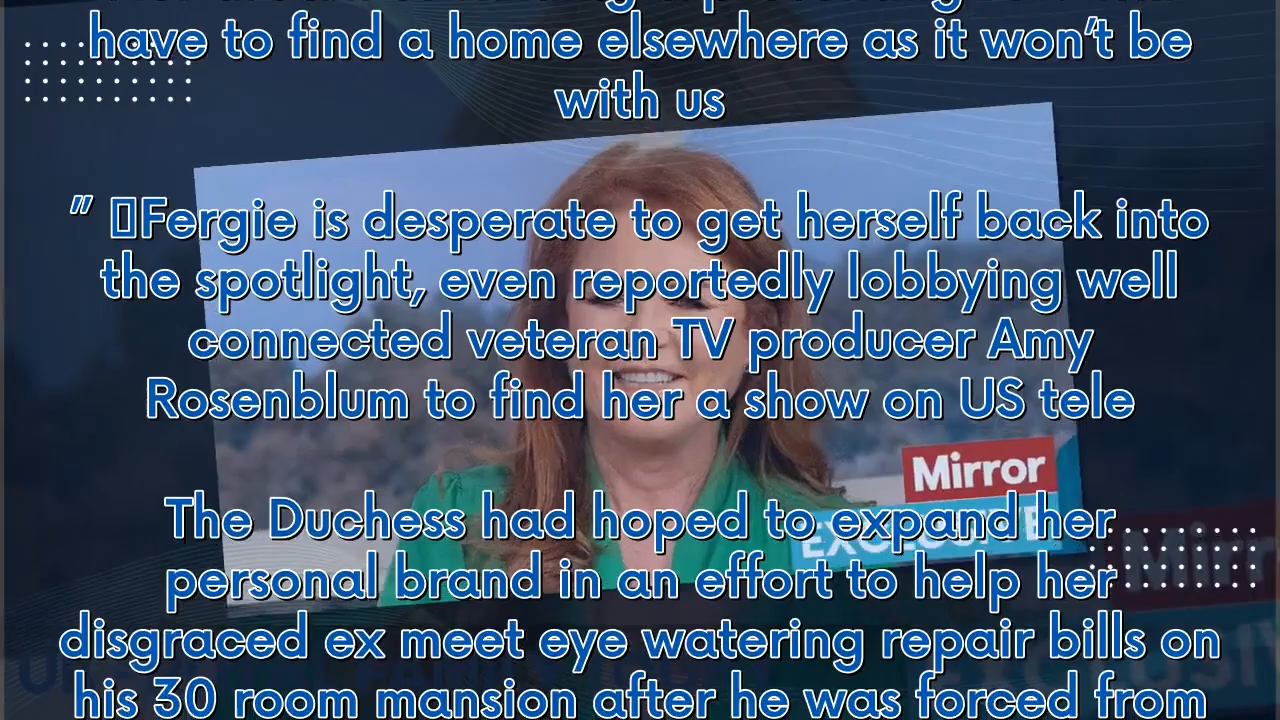 have to find a home elsewhere as it won’t be
with us
” Fergie is desperate to get herself back into
the spotlight, even reportedly lobbying well
connected veteran TV producer Amy
Rosenblum to find her a show on US tele
Mirror
The Duchess had hoped to expand her
EXCLUSIVE
personal brand in an effort to help her
disgraced ex meet eye watering repair bills on
his 30 room mansion after he was forced from